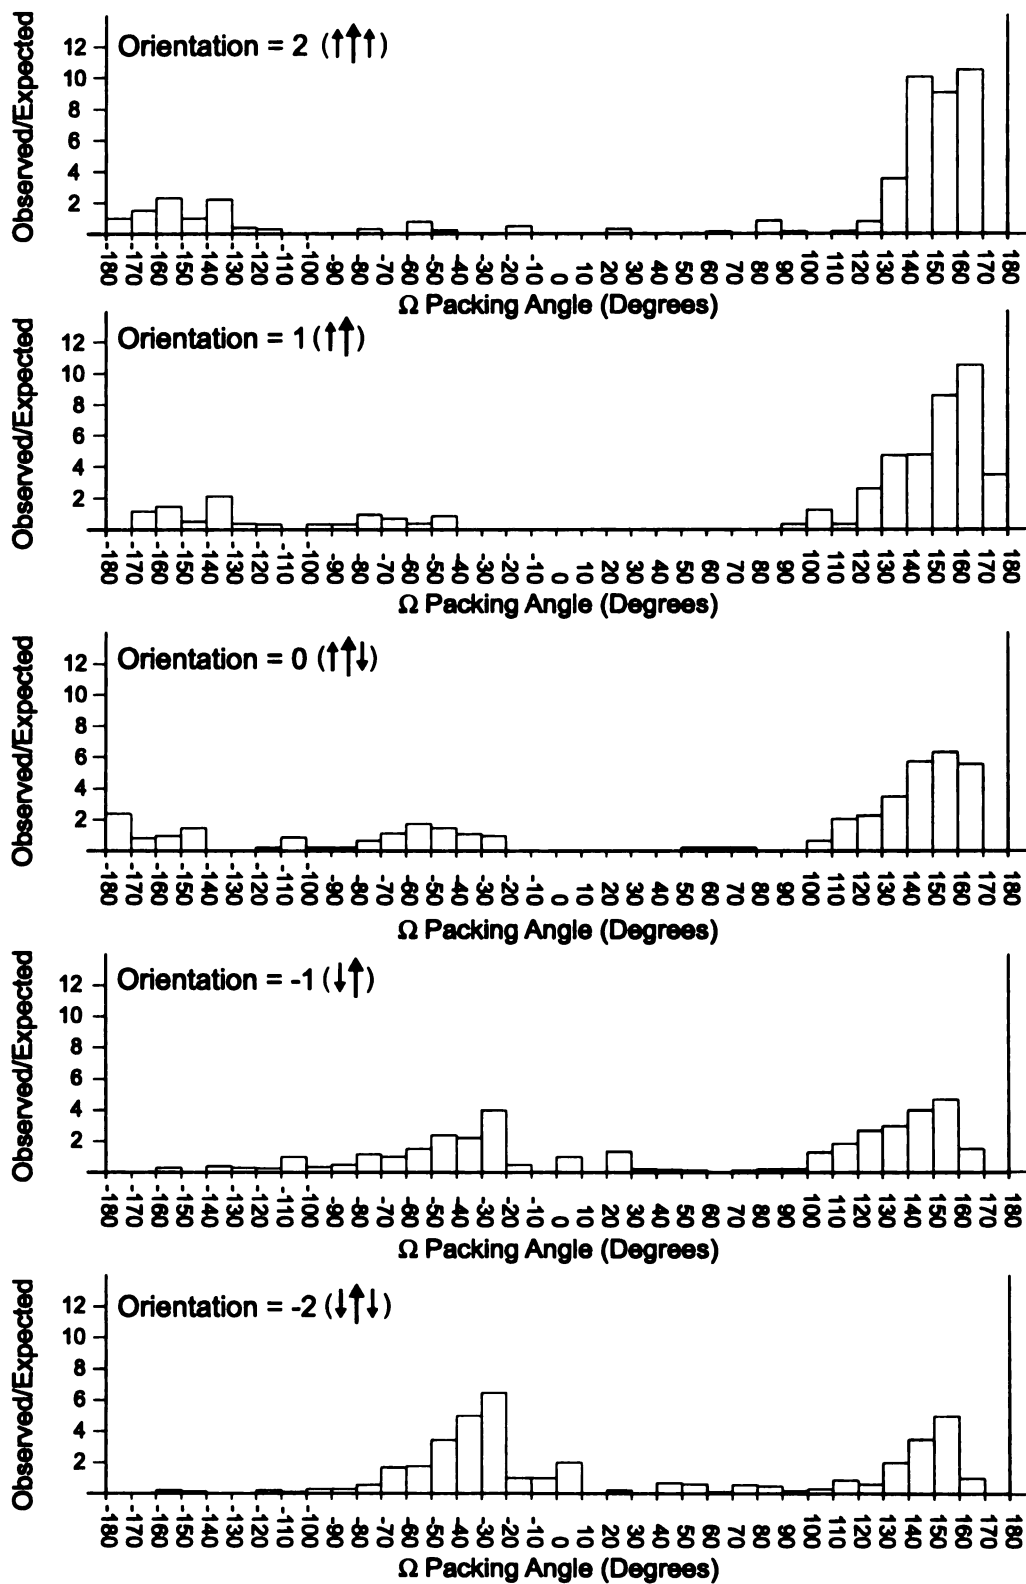 Observed/Expected
Orientation = 2 (↑↑↑)
12
10
8
6
4
2
-180 -170 -160 -150 -140 -130 -120 -110 -100 -90 -80 -70 -60 -50 -40 -30 -20 -10 0 10 20 30 40 50 60 70 80 90 100 110 120 130 140 150 160 170 180
Ω Packing Angle (Degrees)
Observed/Expected
Orientation = 1 (↑↑)
12
10
8
6
4
2
-180 -170 -160 -150 -140 -130 -120 -110 -100 -90 -80 -70 -60 -50 -40 -30 -20 -10 0 10 20 30 40 50 60 70 80 90 100 110 120 130 140 150 160 170 180
Ω Packing Angle (Degrees)
Observed/Expected
Orientation = 0 (↑↑↓)
12
10
8
6
4
2
-180 -170 -160 -150 -140 -130 -120 -110 -100 -90 -80 -70 -60 -50 -40 -30 -20 -10 0 10 20 30 40 50 60 70 80 90 100 110 120 130 140 150 160 170 180
Ω Packing Angle (Degrees)
Observed/Expected
Orientation = -1 (↓↑)
12
10
8
6
4
2
-180 -170 -160 -150 -140 -130 -120 -110 -100 -90 -80 -70 -60 -50 -40 -30 -20 -10 0 10 20 30 40 50 60 70 80 90 100 110 120 130 140 150 160 170 180
Ω Packing Angle (Degrees)
Observed/Expected
Orientation = -2 (↓↑↓)
12
10
8
6
4
2
-180 -170 -160 -150 -140 -130 -120 -110 -100 -90 -80 -70 -60 -50 -40 -30 -20 -10 0 10 20 30 40 50 60 70 80 90 100 110 120 130 140 150 160 170 180
Ω Packing Angle (Degrees)